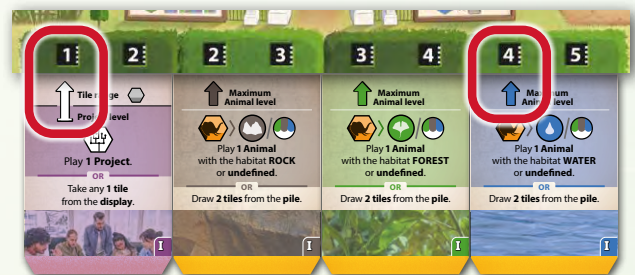 1 2 2 3 3 4 4 5
Tile range
Project level
Play 1 Project.
OR
Take any 1 tile
from the display.
I
Maximum
Animal level
Play 1 Animal
with the habitat ROCK
or undefined.
OR
Draw 2 tiles from the pile.
I
Maximum
Animal level
Play 1 Animal
with the habitat FOREST
or undefined.
OR
Draw 2 tiles from the pile.
I
Maximum
Animal level
Play 1 Animal
with the habitat WATER
or undefined.
OR
Draw 2 tiles from the pile.
I